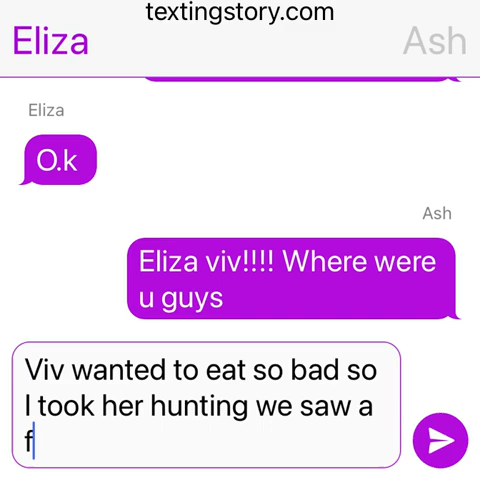 textingstory.com
Eliza
Ash
Eliza
O.k
Ash
Eliza viv!!!! Where were
u guys
Viv wanted to eat so bad so
I took her hunting we saw a
f